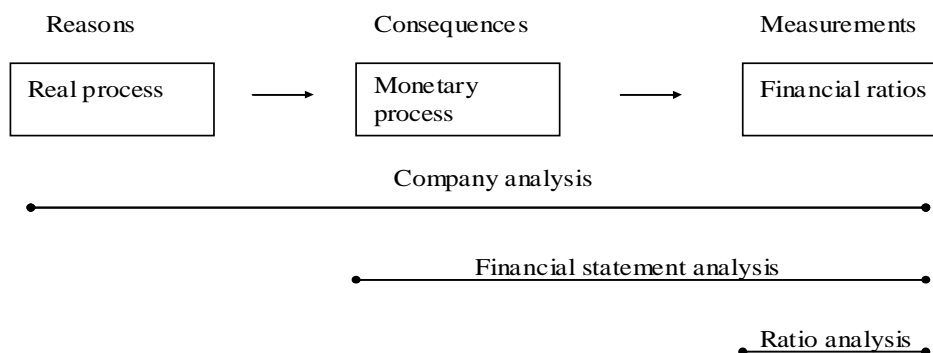 Reasons
Consequences
Measurements
Real process
Monetary
process
Financial ratios
Company analysis
Financial statement analysis
Ratio analysis